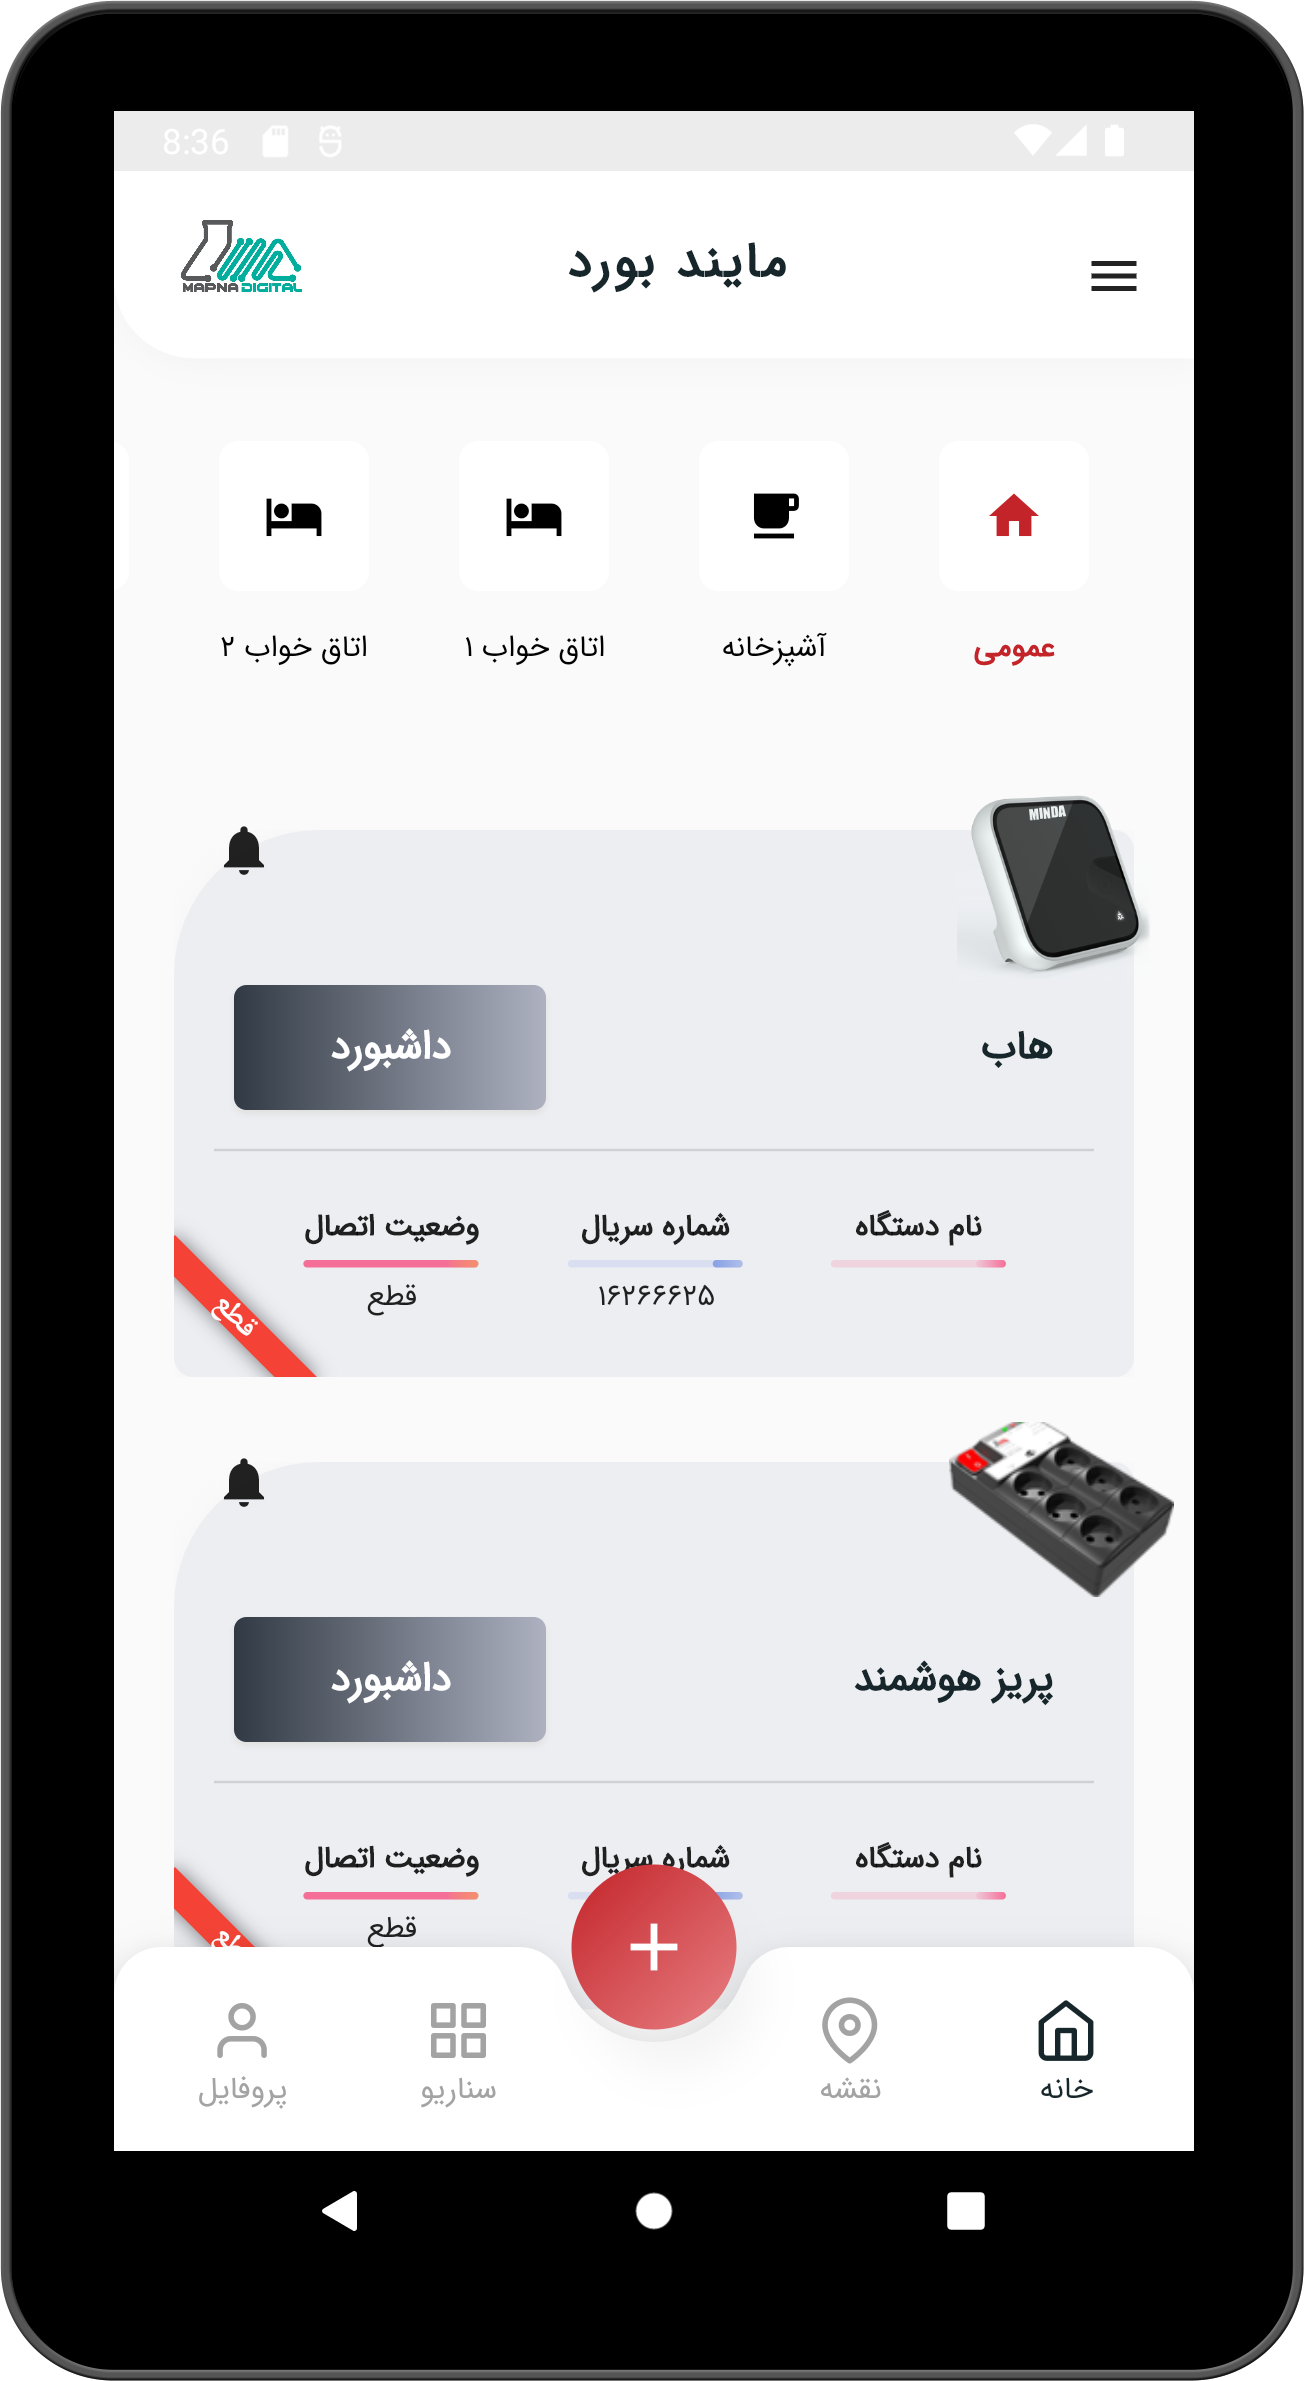 8:36
مایند بورد
MAPNA DIGITAL
عمومی
آشپزخانه
اتاق خواب ۱
اتاق خواب ۲
MINDA
هاب
داشبورد
نام دستگاه
شماره سریال
وضعیت اتصال
۱۶۲۶۶۶۲۵
قطع
قطع
پریز هوشمند
داشبورد
نام دستگاه
شماره سریال
وضعیت اتصال
قطع
قطع
خانه
نقشه
سناریو
پروفایل